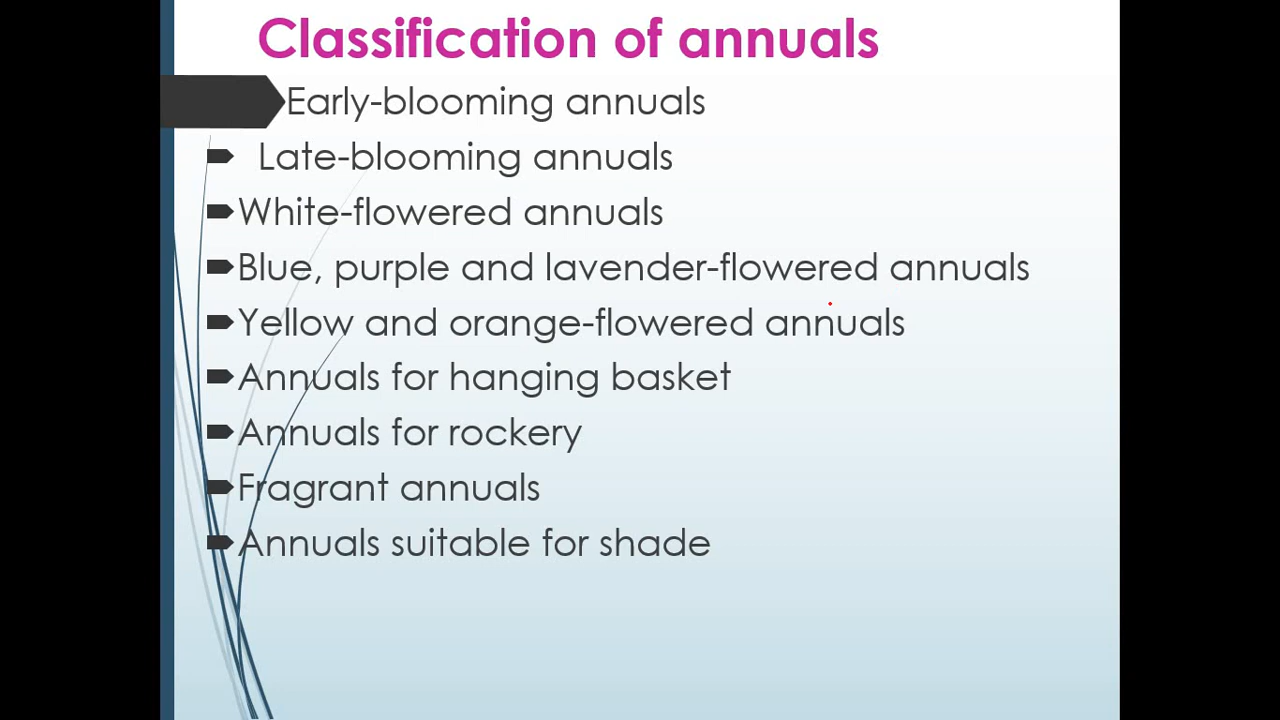 Classification of annuals
Early-blooming annuals
Late-blooming annuals
White-flowered annuals
Blue, purple and lavender-flowered annuals
Yellow and orange-flowered annuals
Annuals for hanging basket
Annuals for rockery
Fragrant annuals
Annuals suitable for shade